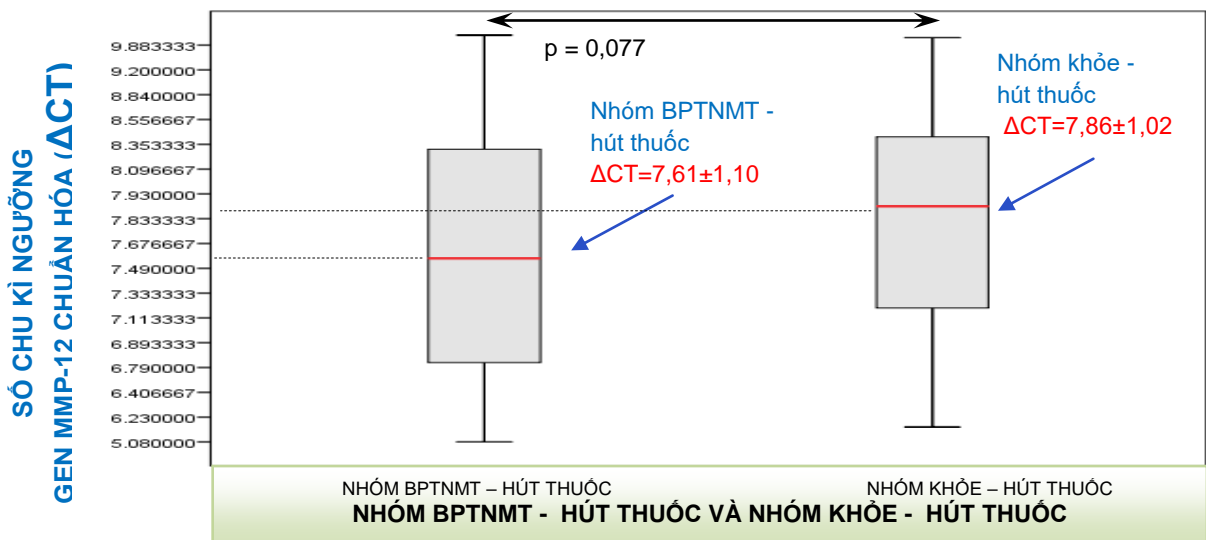 SỐ CHU KÌ NGƯỠNG
GEN MMP-12 CHUẨN HÓA (ΔCT)
9.883333
9.200000
8.840000
8.556667
8.353333
8.096667
7.930000
7.833333
7.676667
7.490000
7.333333
7.113333
6.893333
6.790000
6.406667
6.230000
5.080000
p = 0,077
Nhóm BPTNMT -
hút thuốc
ΔCT=7,61±1,10
Nhóm khỏe -
hút thuốc
ΔCT=7,86±1,02
NHÓM BPTNMT – HÚT THUỐC
NHÓM KHỎE – HÚT THUỐC
NHÓM BPTNMT - HÚT THUỐC VÀ NHÓM KHỎE - HÚT THUỐC